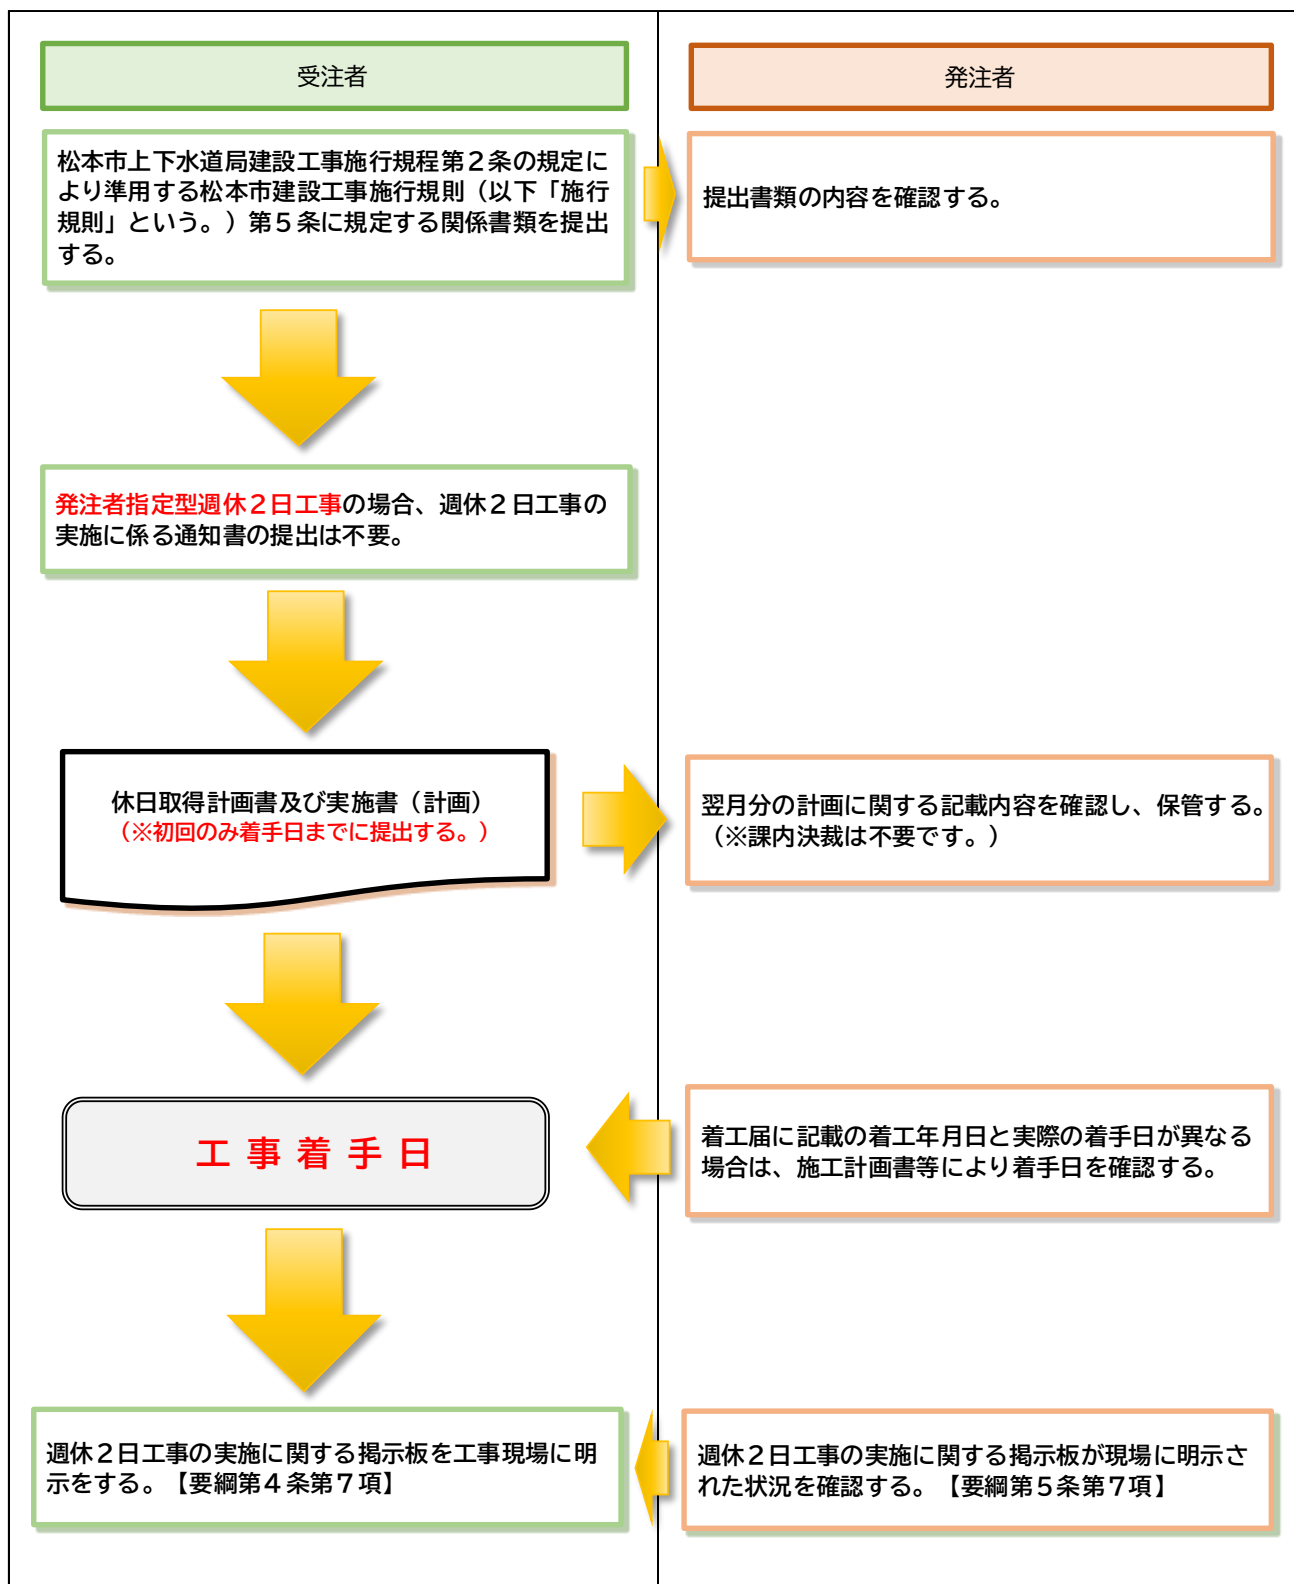 受注者
発注者
松本市上下水道局建設工事施行規程第２条の規定に
より準用する松本市建設工事施行規則（以下「施行
規則」という。）第５条に規定する関係書類を提出
する。
提出書類の内容を確認する。
発注者指定型週休２日工事の場合、週休２日工事の
実施に係る通知書の提出は不要。
休日取得計画書及び実施書（計画）
（※初回のみ着手日までに提出する。）
翌月分の計画に関する記載内容を確認し、保管する。
（※課内決裁は不要です。）
工事着手日
着工届に記載の着工年月日と実際の着手日が異なる
場合は、施工計画書等により着手日を確認する。
週休２日工事の実施に関する掲示板を工事現場に明
示をする。【要綱第４条第７項】
週休２日工事の実施に関する掲示板が現場に明示さ
れた状況を確認する。【要綱第５条第７項】